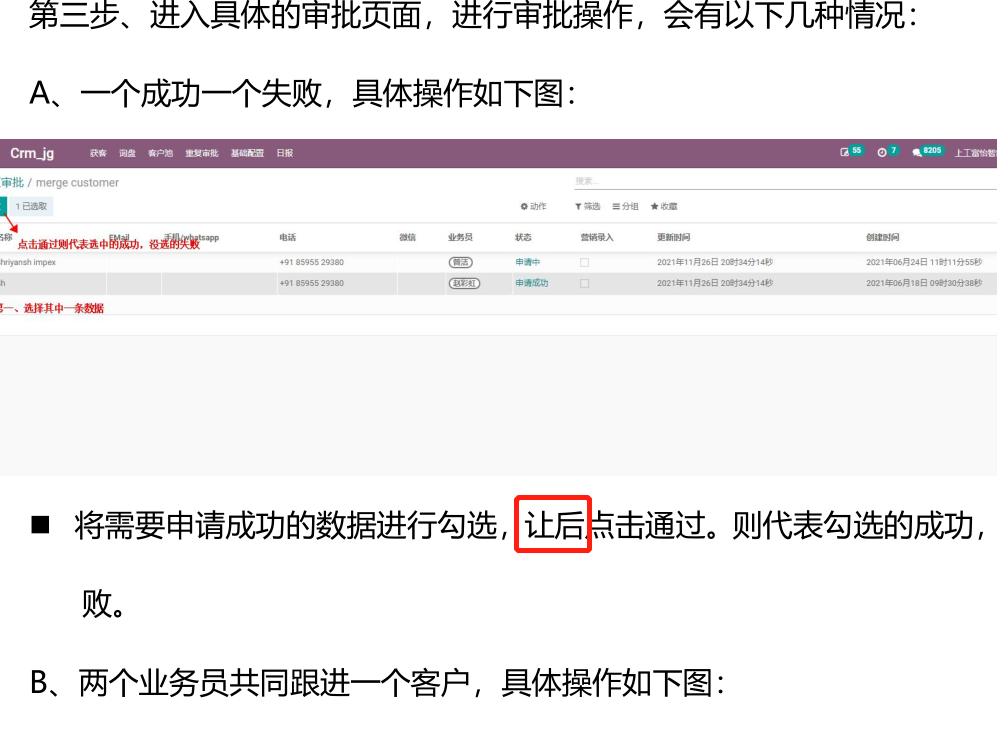 第三步、进入具体的审批页面，进行审批操作，会有以下几种情况：
A、一个成功一个失败，具体操作如下图：
Crm_jg 获客 询盘 客户池 重复审批 基础配置 日报 55 7 8205 上工富怡智
审批 / merge customer 搜索...
1 已选取 动作 筛选 分组 收藏
名称 EMail 手机/whatsapp 电话 微信 业务员 状态 营销录入 更新时间 创建时间
点击通过则代表选中的成功，没选的失败
hriyansh impex +91 85955 29380 曾洁 申请中 2021年11月26日 20时34分14秒 2021年06月24日 11时11分55秒
h +91 85955 29380 赵彩虹 申请成功 2021年11月26日 20时34分14秒 2021年06月18日 09时30分38秒
第一、选择其中一条数据
■ 将需要申请成功的数据进行勾选，让后点击通过。则代表勾选的成功，
败。
B、两个业务员共同跟进一个客户，具体操作如下图：